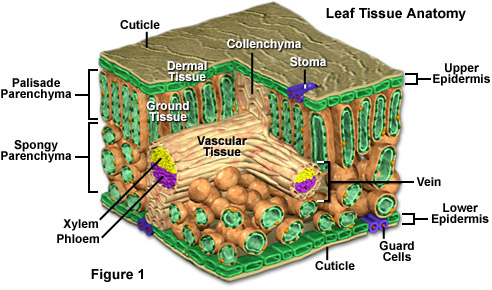 Leaf Tissue Anatomy
Cuticle
Collenchyma
Stoma
Dermal
Tissue
Upper
Epidermis
Palisade
Parenchyma
Ground
Tissue
Spongy
Parenchyma
Vascular
Tissue
Vein
Xylem
Phloem
Lower
Epidermis
Guard
Cells
Cuticle
Figure 1